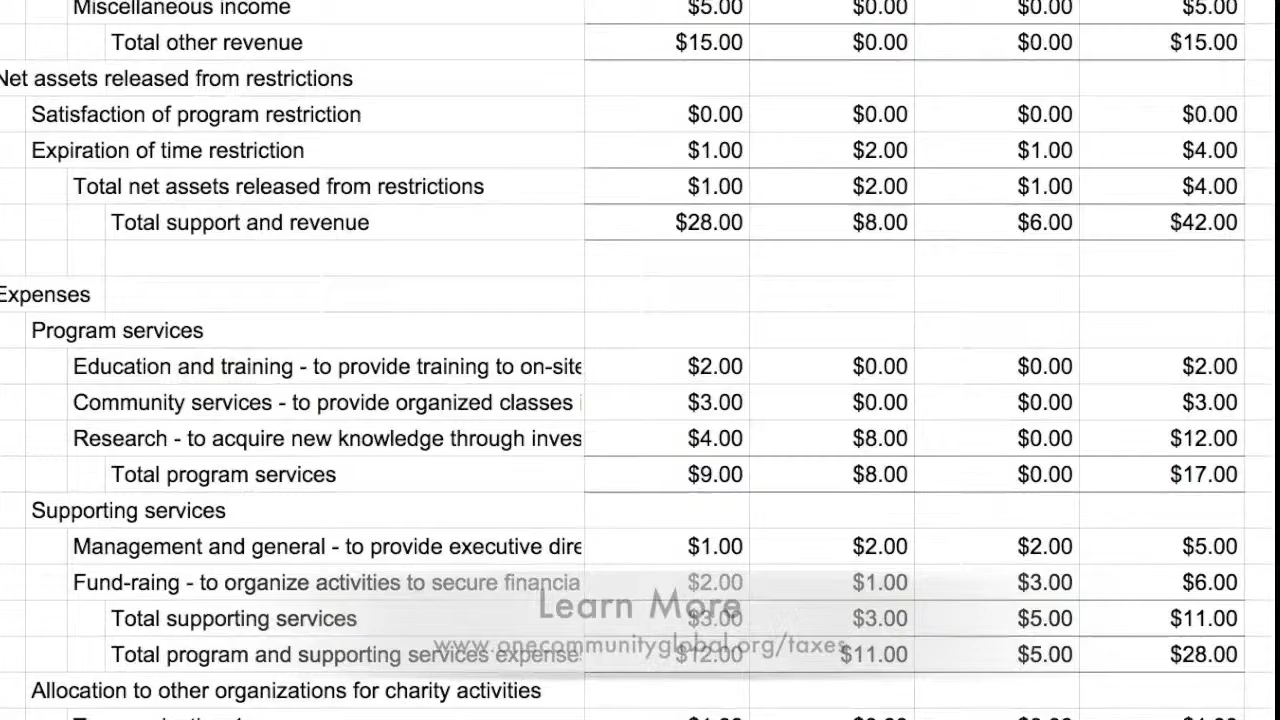 Miscellaneous income $5.00 $0.00 $0.00 $5.00
Total other revenue $15.00 $0.00 $0.00 $15.00
Net assets released from restrictions
Satisfaction of program restriction $0.00 $0.00 $0.00 $0.00
Expiration of time restriction $1.00 $2.00 $1.00 $4.00
Total net assets released from restrictions $1.00 $2.00 $1.00 $4.00
Total support and revenue $28.00 $8.00 $6.00 $42.00
Expenses
Program services
Education and training - to provide training to on-site $2.00 $0.00 $0.00 $2.00
Community services - to provide organized classes $3.00 $0.00 $0.00 $3.00
Research - to acquire new knowledge through inves $4.00 $8.00 $0.00 $12.00
Total program services $9.00 $8.00 $0.00 $17.00
Supporting services
Management and general - to provide executive dire $1.00 $2.00 $2.00 $5.00
Fund-raing - to organize activities to secure financia $2.00 $1.00 $3.00 $6.00
Learn More
Total supporting services $3.00 $3.00 $5.00 $11.00
www.onecommunityglobal.org/taxes
Total program and supporting services expense $12.00 $11.00 $5.00 $28.00
Allocation to other organizations for charity activities